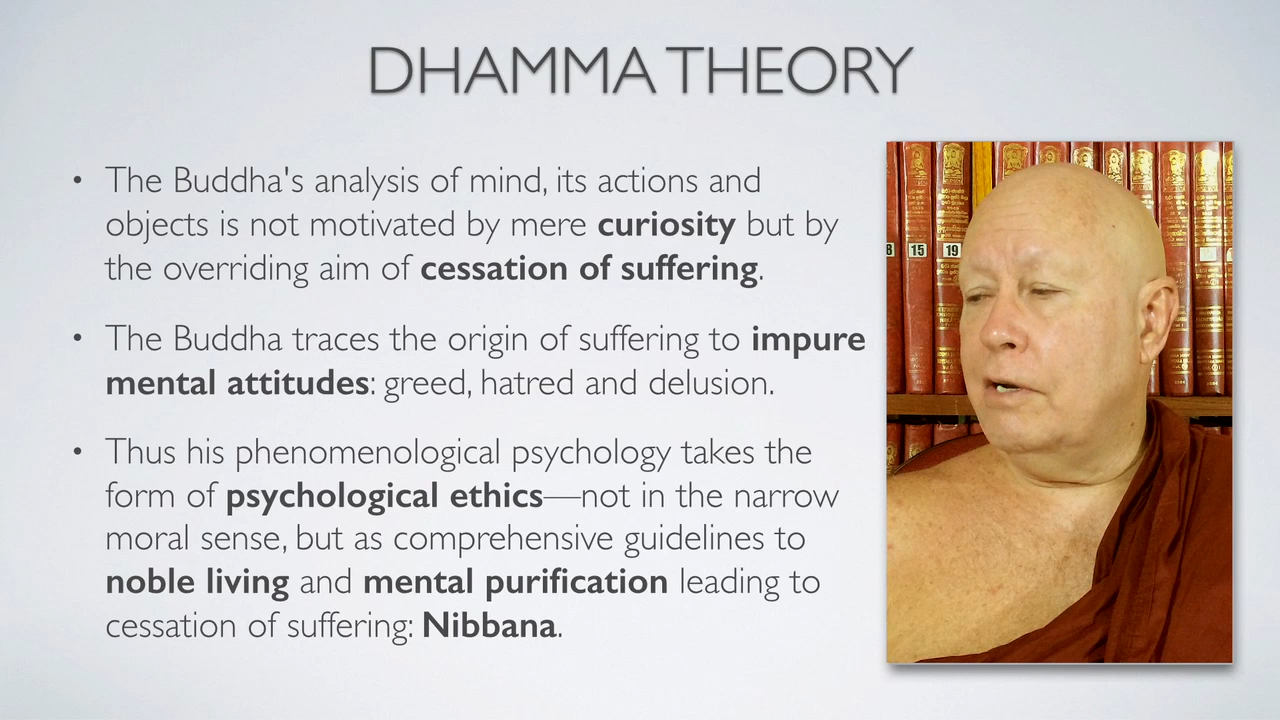 DHAMMA THEORY
• The Buddha's analysis of mind, its actions and
objects is not motivated by mere curiosity but by
the overriding aim of cessation of suffering.
• The Buddha traces the origin of suffering to impure
mental attitudes: greed, hatred and delusion.
• Thus his phenomenological psychology takes the
form of psychological ethics—not in the narrow
moral sense, but as comprehensive guidelines to
noble living and mental purification leading to
cessation of suffering: Nibbana.
15
19